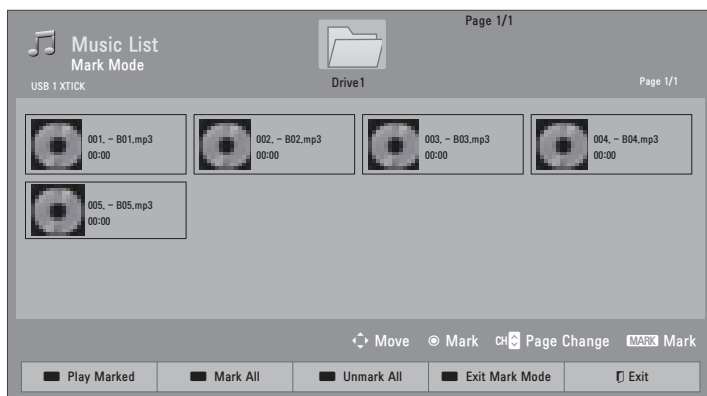 Page 1/1
Music List
Mark Mode
USB 1 XTICK
Drive1
Page 1/1
001. - B01.mp3
00:00
002. - B02.mp3
00:00
003. - B03.mp3
00:00
004. - B04.mp3
00:00
005. - B05.mp3
00:00
Move Mark CH Page Change MARK Mark
Play Marked Mark All Unmark All Exit Mark Mode Exit